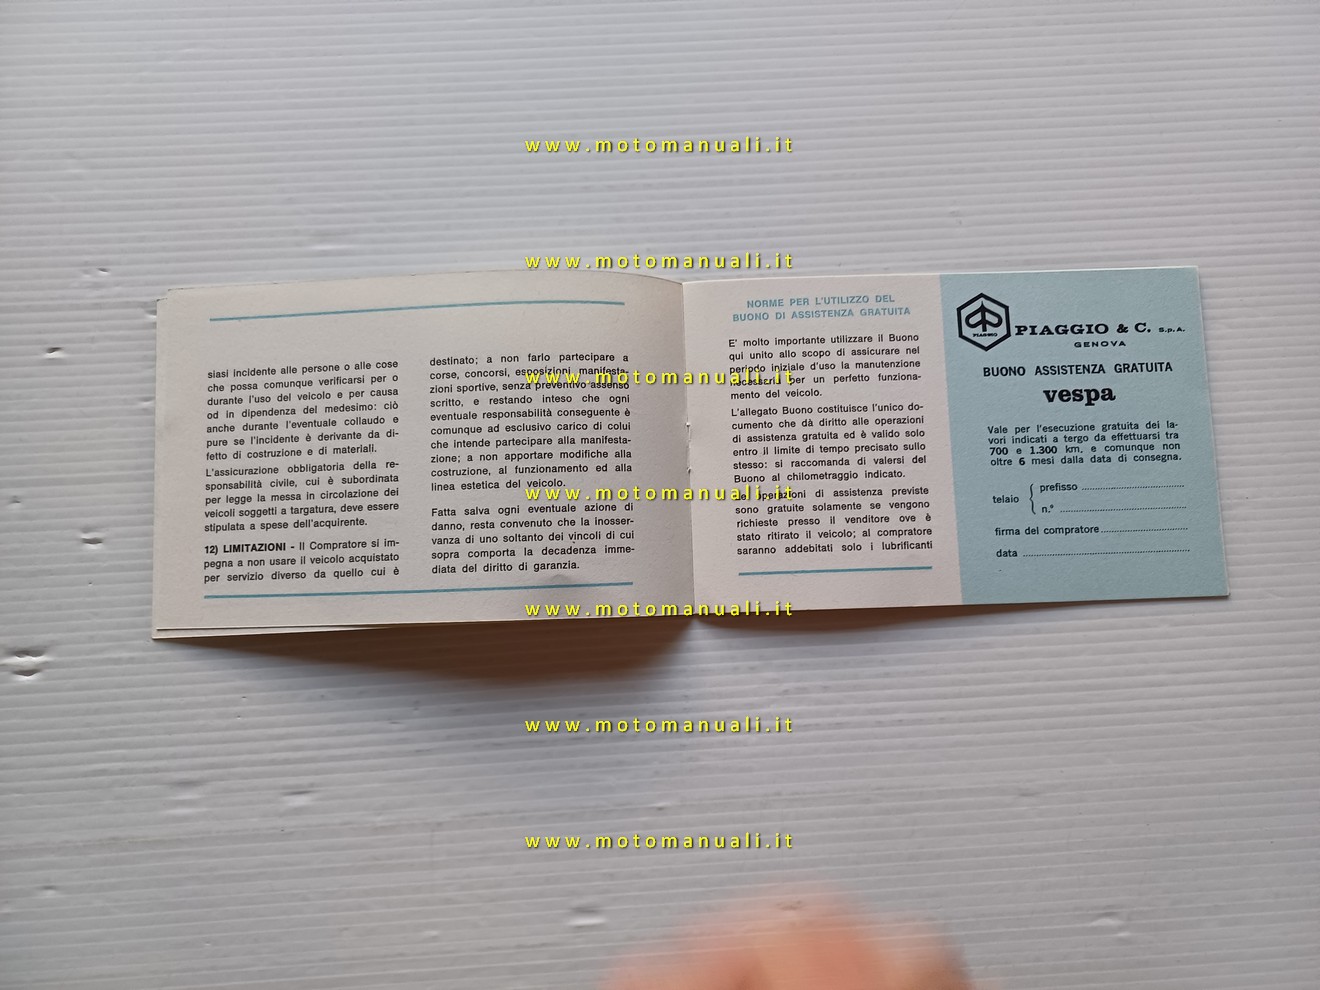 www.motomanuali.it
www.motomanuali.it
siasi incidente alle persone o alle cose
che possa comunque verificarsi per o
durante l'uso del veicolo e per causa
od in dipendenza del medesimo: ciò
anche durante l'eventuale collaudo e
pure se l'incidente è derivante da di-
fetto di costruzione e di materiali.
L'assicurazione obbligatoria della re-
sponsabilità civile, cui è subordinata
per legge la messa in circolazione dei
veicoli soggetti a targatura, deve essere
stipulata a spese dell'acquirente.
12) LIMITAZIONI - Il Compratore si im-
pegna a non usare il veicolo acquistato
per servizio diverso da quello cui è
destinato; a non farlo partecipare a
corse, concorsi, esposizioni manifesta-
zioni sportive, senza preventivo assenso
scritto, e restando inteso che ogni
eventuale responsabilità conseguente è
comunque ad esclusivo carico di colui
che intende partecipare alla manifesta-
zione; a non apportare modifiche alla
costruzione, al funzionamento ed alla
linea estetica del veicolo.
Fatta salva ogni eventuale azione di
danno, resta convenuto che la inosser-
vanza di uno soltanto dei vincoli di cui
sopra comporta la decadenza imme-
diata del diritto di garanzia.
www.motomanuali.it
www.motomanuali.it
www.motomanuali.it
NORME PER L'UTILIZZO DEL
BUONO DI ASSISTENZA GRATUITA
E' molto importante utilizzare il Buono
qui unito allo scopo di assicurare nel
periodo iniziale d'uso la manutenzione
necessaria per un perfetto funziona-
mento del veicolo.
L'allegato Buono costituisce l'unico do-
cumento che dà diritto alle operazioni
di assistenza gratuita ed è valido solo
entro il limite di tempo precisato sullo
stesso: si raccomanda di valersi del
Buono al chilometraggio indicato.
Le operazioni di assistenza previste
sono gratuite solamente se vengono
richieste presso il venditore ove è
stato ritirato il veicolo; al compratore
saranno addebitati solo i lubrificanti
PIAGGIO
PIAGGIO & C. S.p.A.
GENOVA
BUONO ASSISTENZA GRATUITA
vespa
Vale per l'esecuzione gratuita dei la-
vori indicati a tergo da effettuarsi tra
700 e 1.300 km. e comunque non
oltre 6 mesi dalla data di consegna.
telaio
prefisso
n.°
firma del compratore
data
www.motomanuali.it
www.motomanuali.it